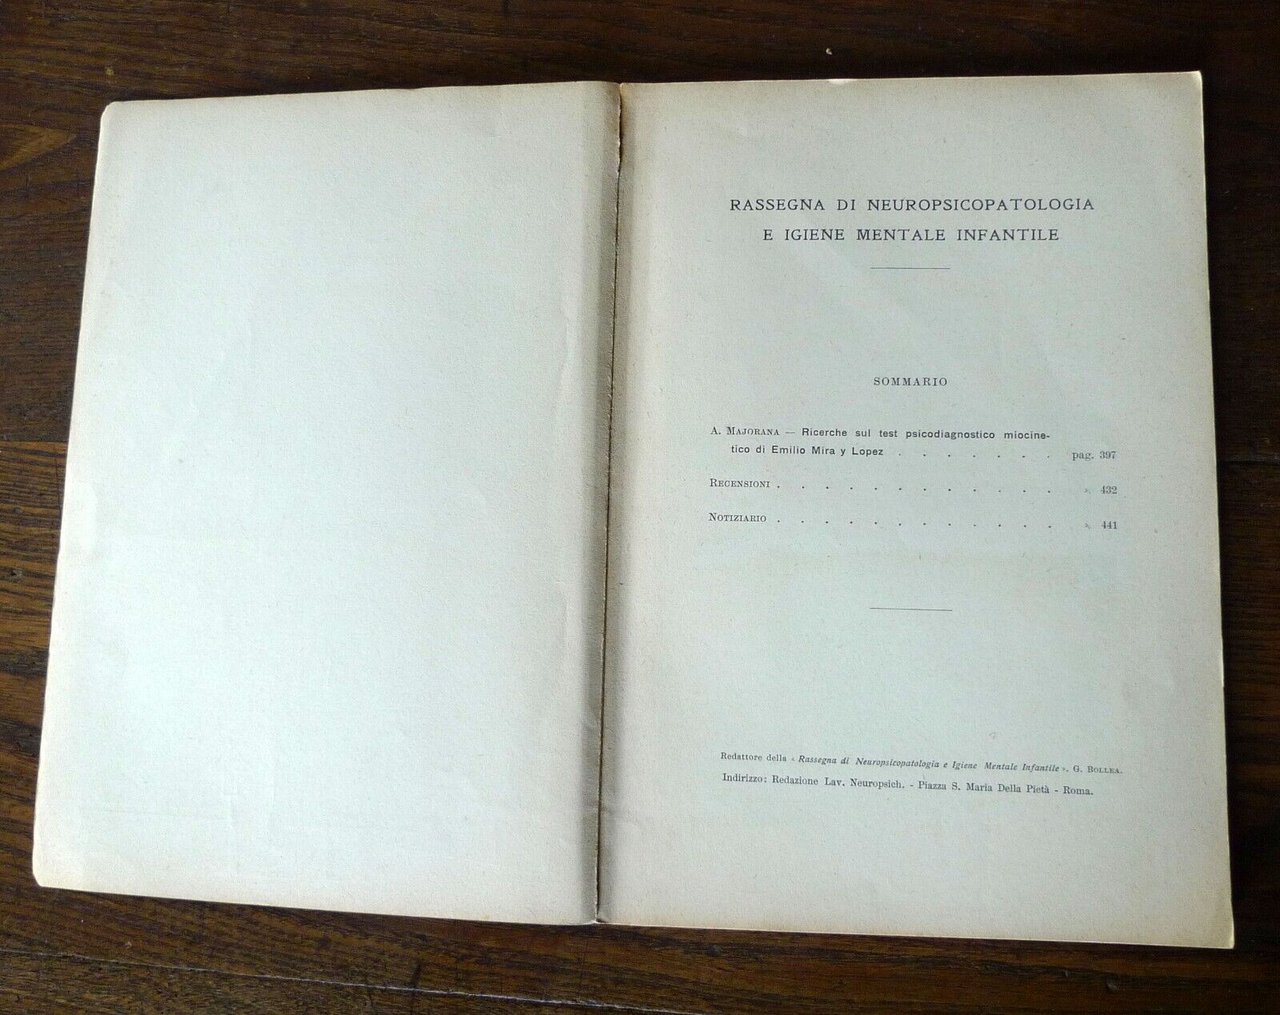 RASSEGNA DI NEUROPSICOPATOLOGIA
E IGIENE MENTALE INFANTILE
SOMMARIO
A. MAJORANA — Ricerche sul test psicodiagnostico miocine-
tico di Emilio Mira y Lopez . . . . . . . pag. 397
RECENSIONI . . . . . . . . . . . . » 432
NOTIZIARIO . . . . . . . . . . . . » 441
Redattore della « Rassegna di Neuropsicopatologia e Igiene Mentale Infantile ». G. BOLLEA.
Indirizzo: Redazione Lav. Neuropsich. - Piazza S. Maria Della Pietà - Roma.